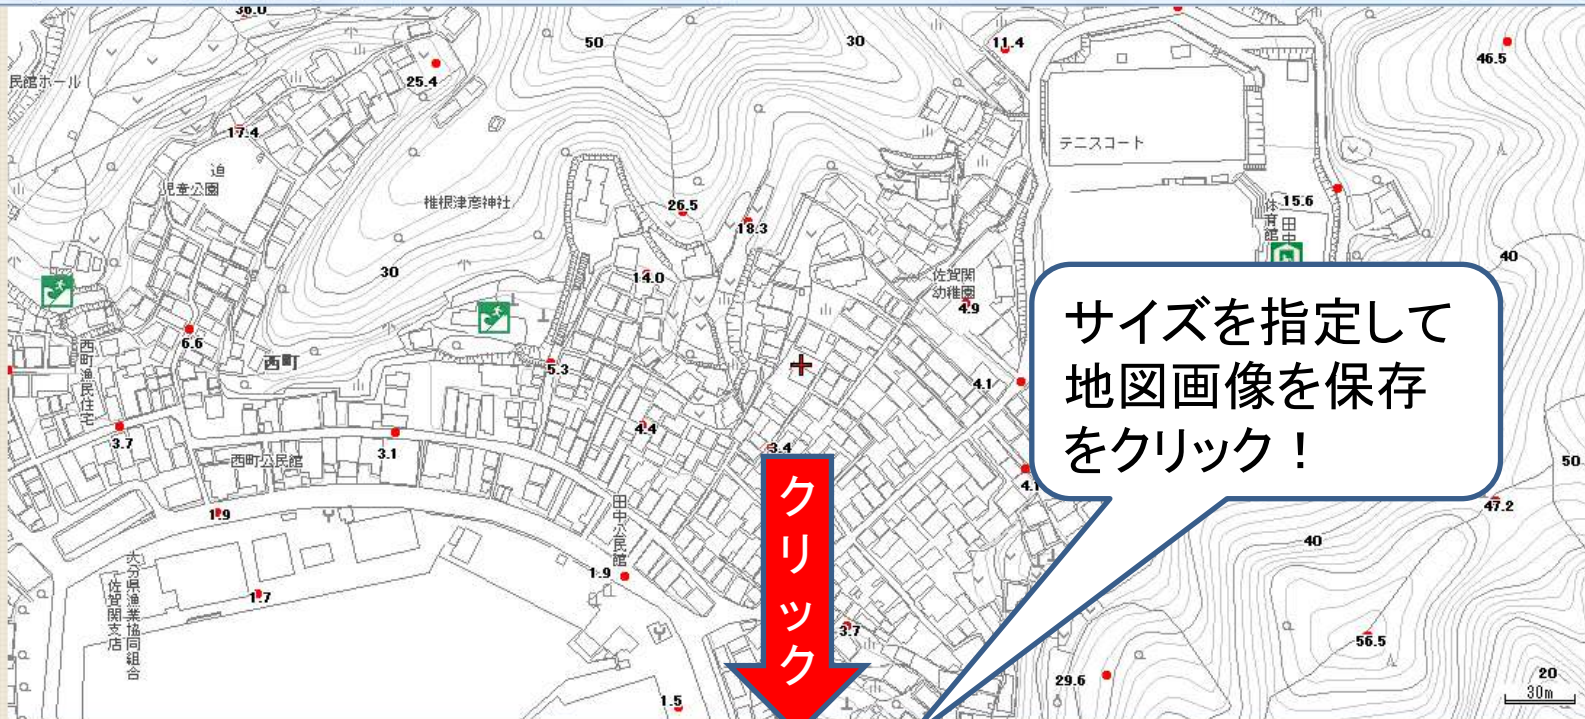 36.0
50
30
11.4
46.5
民館ホール
25.4
17.4
テニスコート
迫
児童公園
椎根津彦神社
26.5
18.3
15.6
体育館
田中
30
14.0
佐賀関
幼稚園
4.9
40
サイズを指定して
地図画像を保存
をクリック！
6.6
西町
西町漁民住宅
5.3
4.1
3.7
3.1
4.4
3.4
西町公民館
50
4.1
47.2
クリック
1.9
田中公民館
40
大分県漁業協同組合
佐賀関支店
1.9
1.7
3.7
56.5
29.6
20
30m
1.5